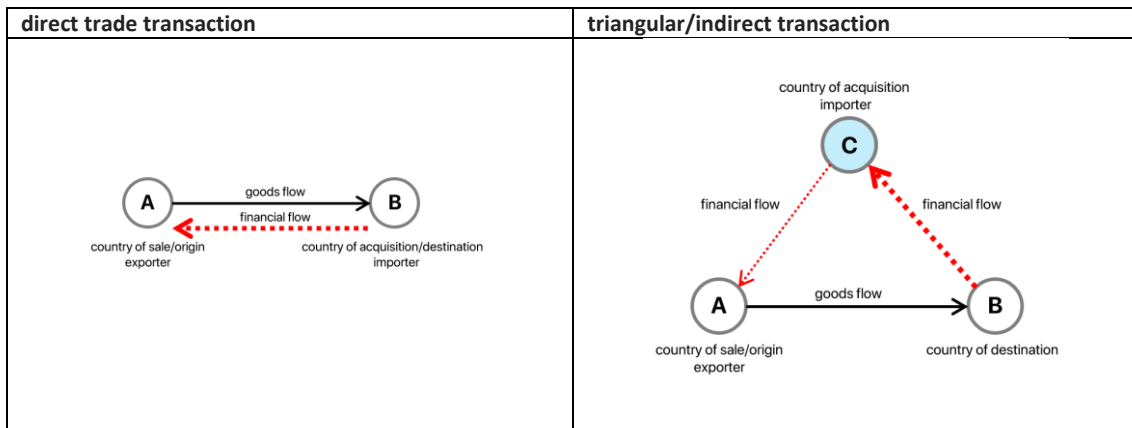 direct trade transaction
triangular/indirect transaction
A
goods flow
financial flow
B
country of sale/origin
exporter
country of acquisition/destination
importer
country of acquisition
importer
C
financial flow
financial flow
A
goods flow
B
country of sale/origin
exporter
country of destination